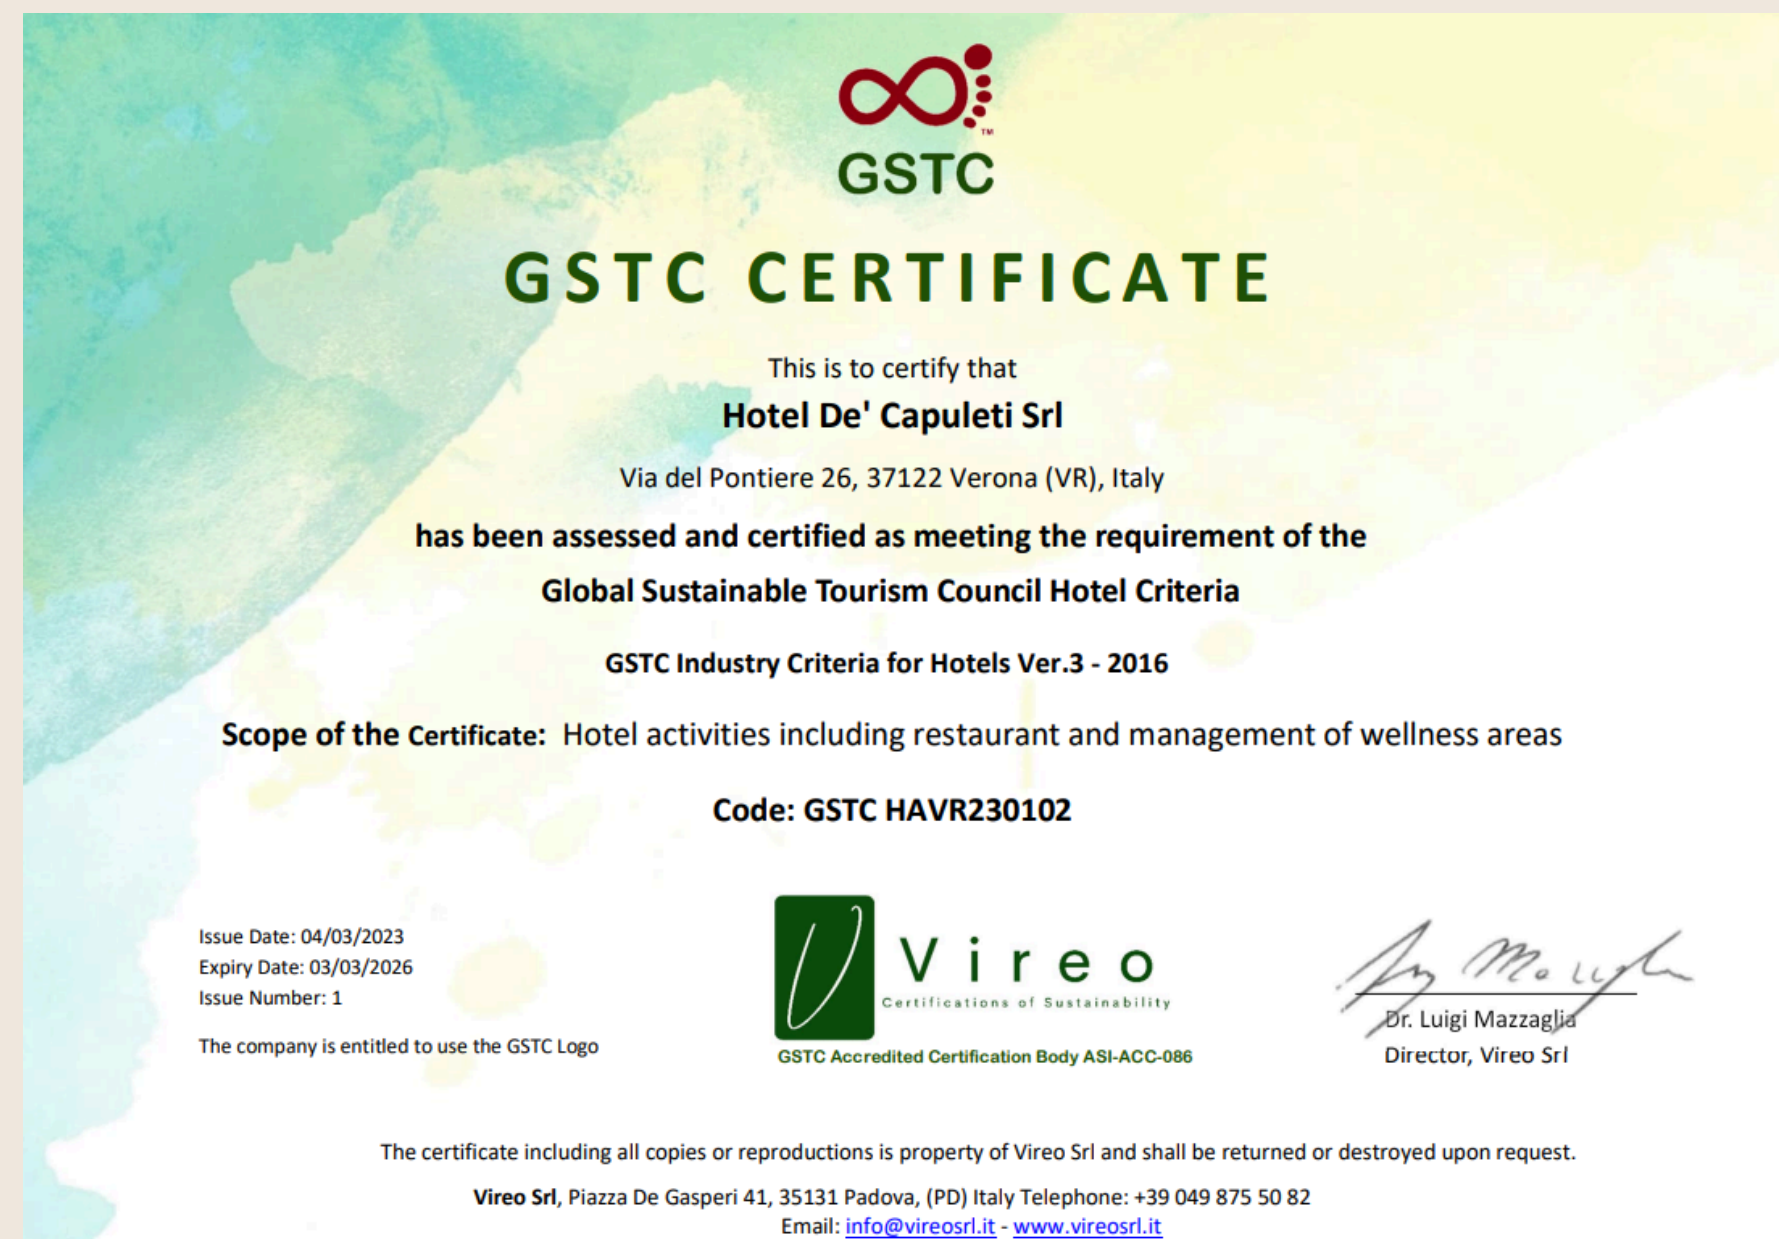 TM
GSTC
GSTC CERTIFICATE
This is to certify that
Hotel De' Capuleti Srl
Via del Pontiere 26, 37122 Verona (VR), Italy
has been assessed and certified as meeting the requirement of the
Global Sustainable Tourism Council Hotel Criteria
GSTC Industry Criteria for Hotels Ver.3 - 2016
Scope of the Certificate: Hotel activities including restaurant and management of wellness areas
Code: GSTC HAVR230102
Issue Date: 04/03/2023
Expiry Date: 03/03/2026
Issue Number: 1
The company is entitled to use the GSTC Logo
V Vireo
Certifications of Sustainability
GSTC Accredited Certification Body ASI-ACC-086
Dr. Luigi Mazzaglia
Director, Vireo Srl
The certificate including all copies or reproductions is property of Vireo Srl and shall be returned or destroyed upon request.
Vireo Srl, Piazza De Gasperi 41, 35131 Padova, (PD) Italy Telephone: +39 049 875 50 82
Email: info@vireosrl.it - www.vireosrl.it